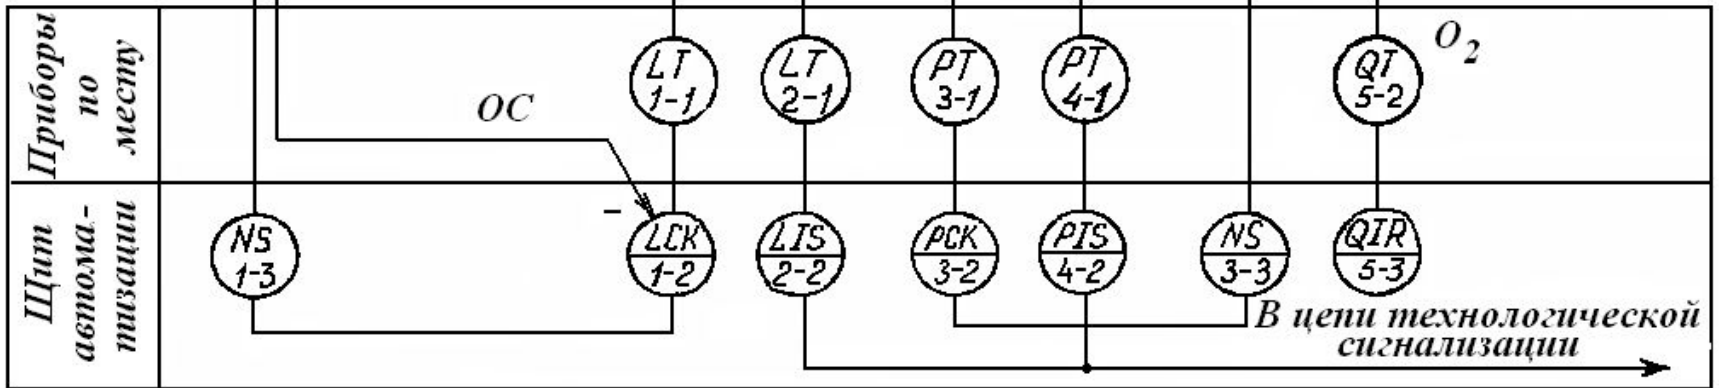 Приборы
по
месту
LT
1-1
LT
2-1
PT
3-1
PT
4-1
QT
5-2
O2
ОС
Щит
автома-
тизации
NS
1-3
–
LCK
1-2
LIS
2-2
PCK
3-2
PIS
4-2
NS
3-3
QIR
5-3
В цепи технологической
сигнализации